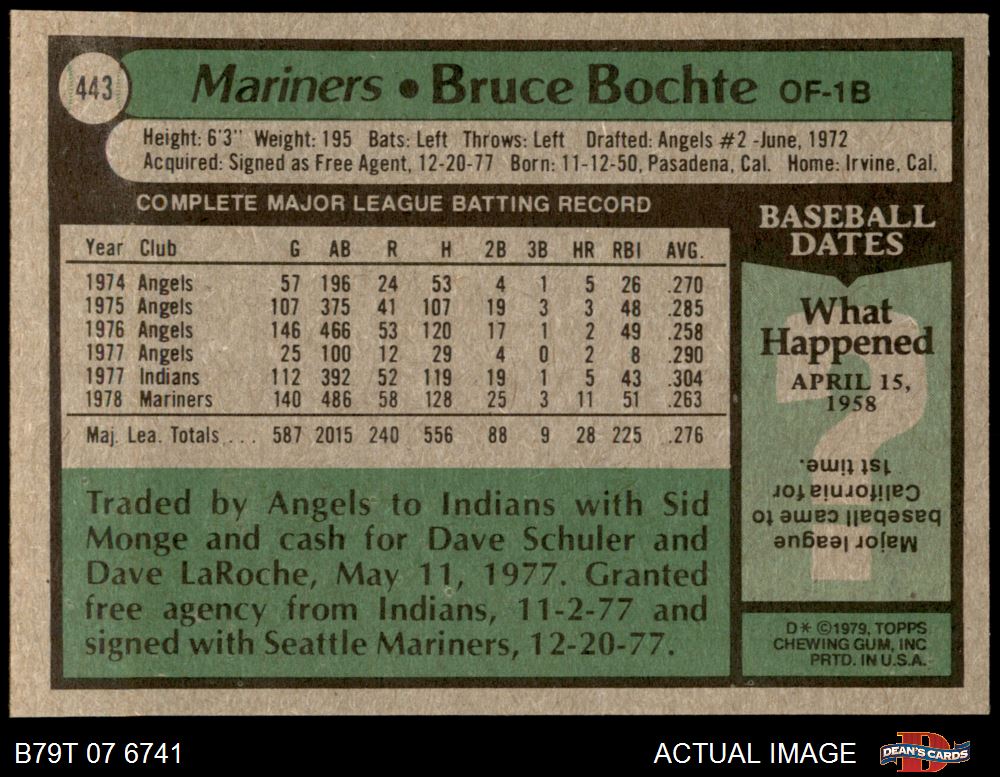 443
Mariners • Bruce Bochte OF-1B
Height: 6'3" Weight: 195 Bats: Left Throws: Left Drafted: Angels #2 -June, 1972
Acquired: Signed as Free Agent, 12-20-77 Born: 11-12-50, Pasadena, Cal. Home: Irvine, Cal.
COMPLETE MAJOR LEAGUE BATTING RECORD
Year Club G AB R H 2B 3B HR RBI AVG.
1974 Angels 57 196 24 53 4 1 5 26 .270
1975 Angels 107 375 41 107 19 3 3 48 .285
1976 Angels 146 466 53 120 17 1 2 49 .258
1977 Angels 25 100 12 29 4 0 2 8 .290
1977 Indians 112 392 52 119 19 1 5 43 .304
1978 Mariners 140 486 58 128 25 3 11 51 .263
Maj. Lea. Totals . . . 587 2015 240 556 88 9 28 225 .276
Traded by Angels to Indians with Sid
Monge and cash for Dave Schuler and
Dave LaRoche, May 11, 1977. Granted
free agency from Indians, 11-2-77 and
signed with Seattle Mariners, 12-20-77.
BASEBALL
DATES
What
Happened
APRIL 15,
1958
?
Major league
baseball came to
California for
1st time.
D* ©1979, TOPPS
CHEWING GUM, INC
PRTD. IN U.S.A.
B79T 07 6741
ACTUAL IMAGE
DEAN'S CARDS